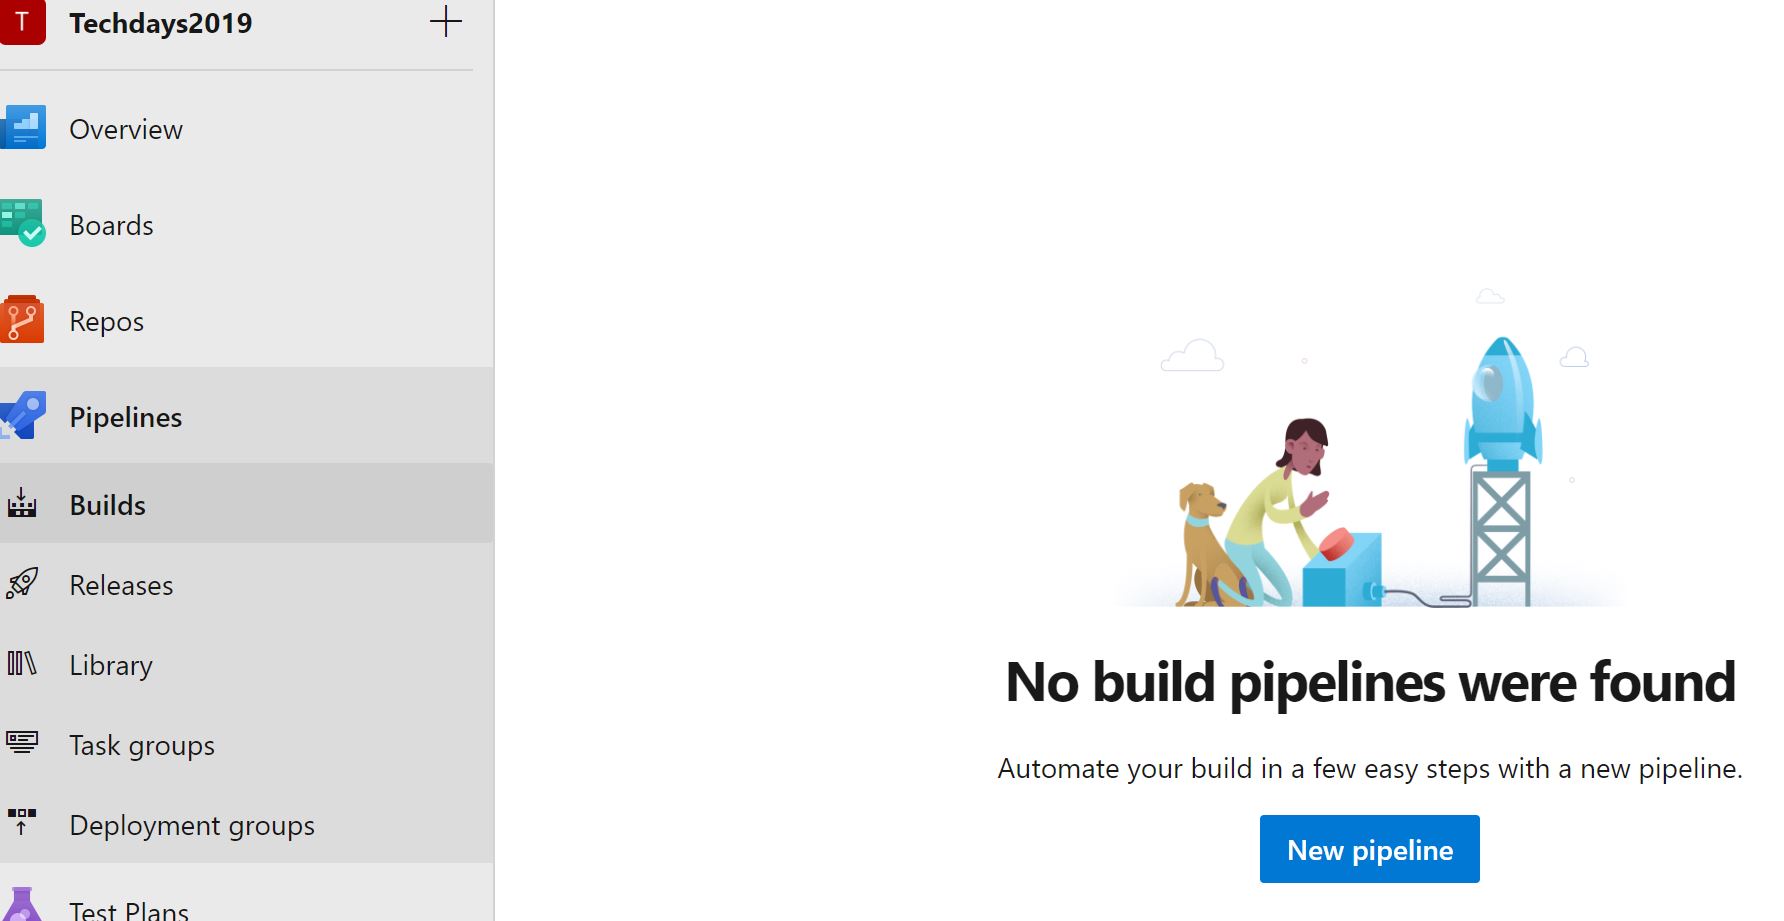 T Techdays2019
Overview
Boards
Repos
Pipelines
Builds
Releases
Library
Task groups
Deployment groups
Test Plans
No build pipelines were found
Automate your build in a few easy steps with a new pipeline.
New pipeline